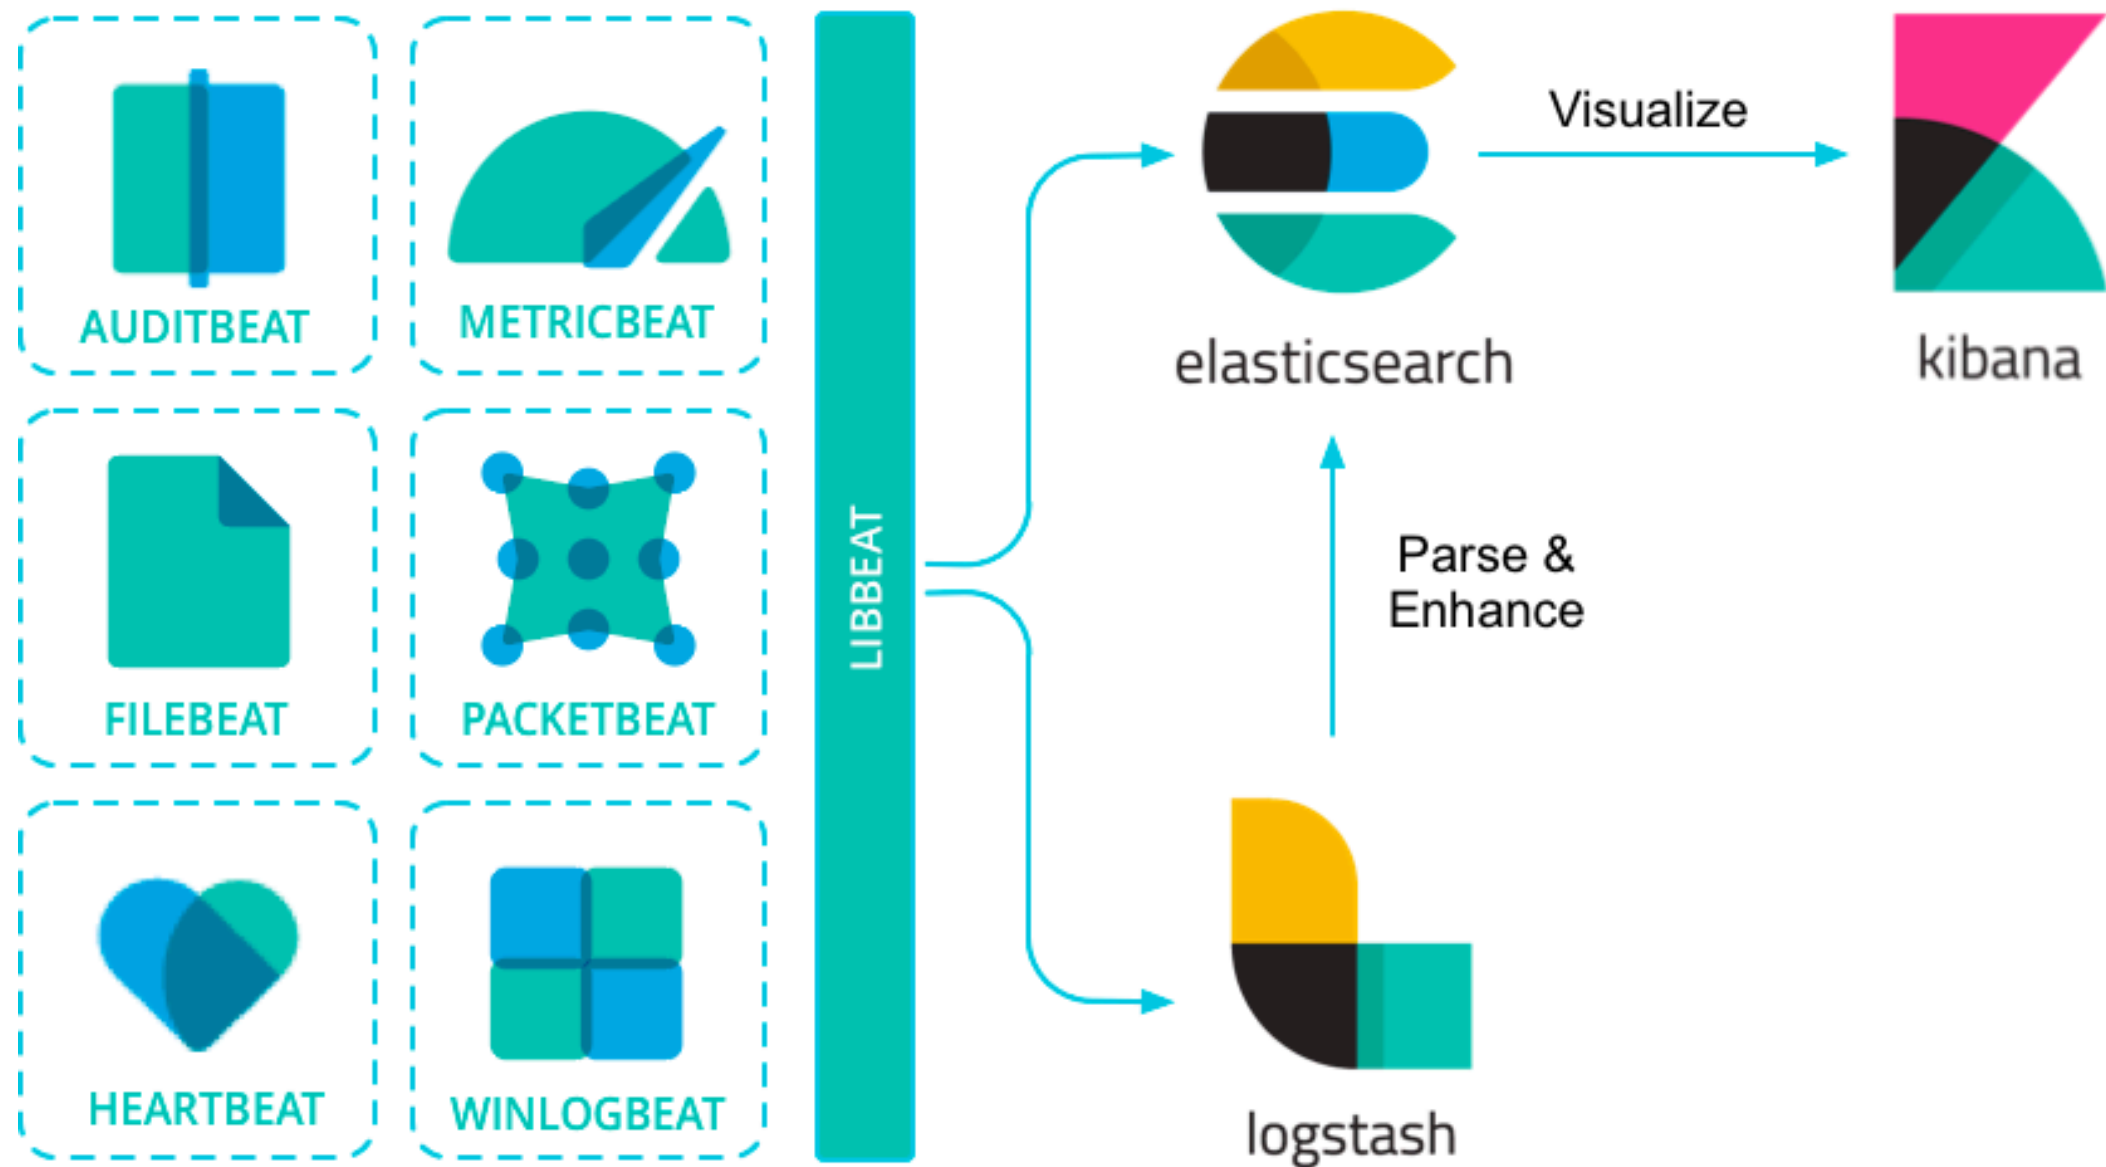 AUDITBEAT
METRICBEAT
FILEBEAT
PACKETBEAT
HEARTBEAT
WINLOGBEAT
LIBBEAT
elasticsearch
Visualize
kibana
Parse &
Enhance
logstash